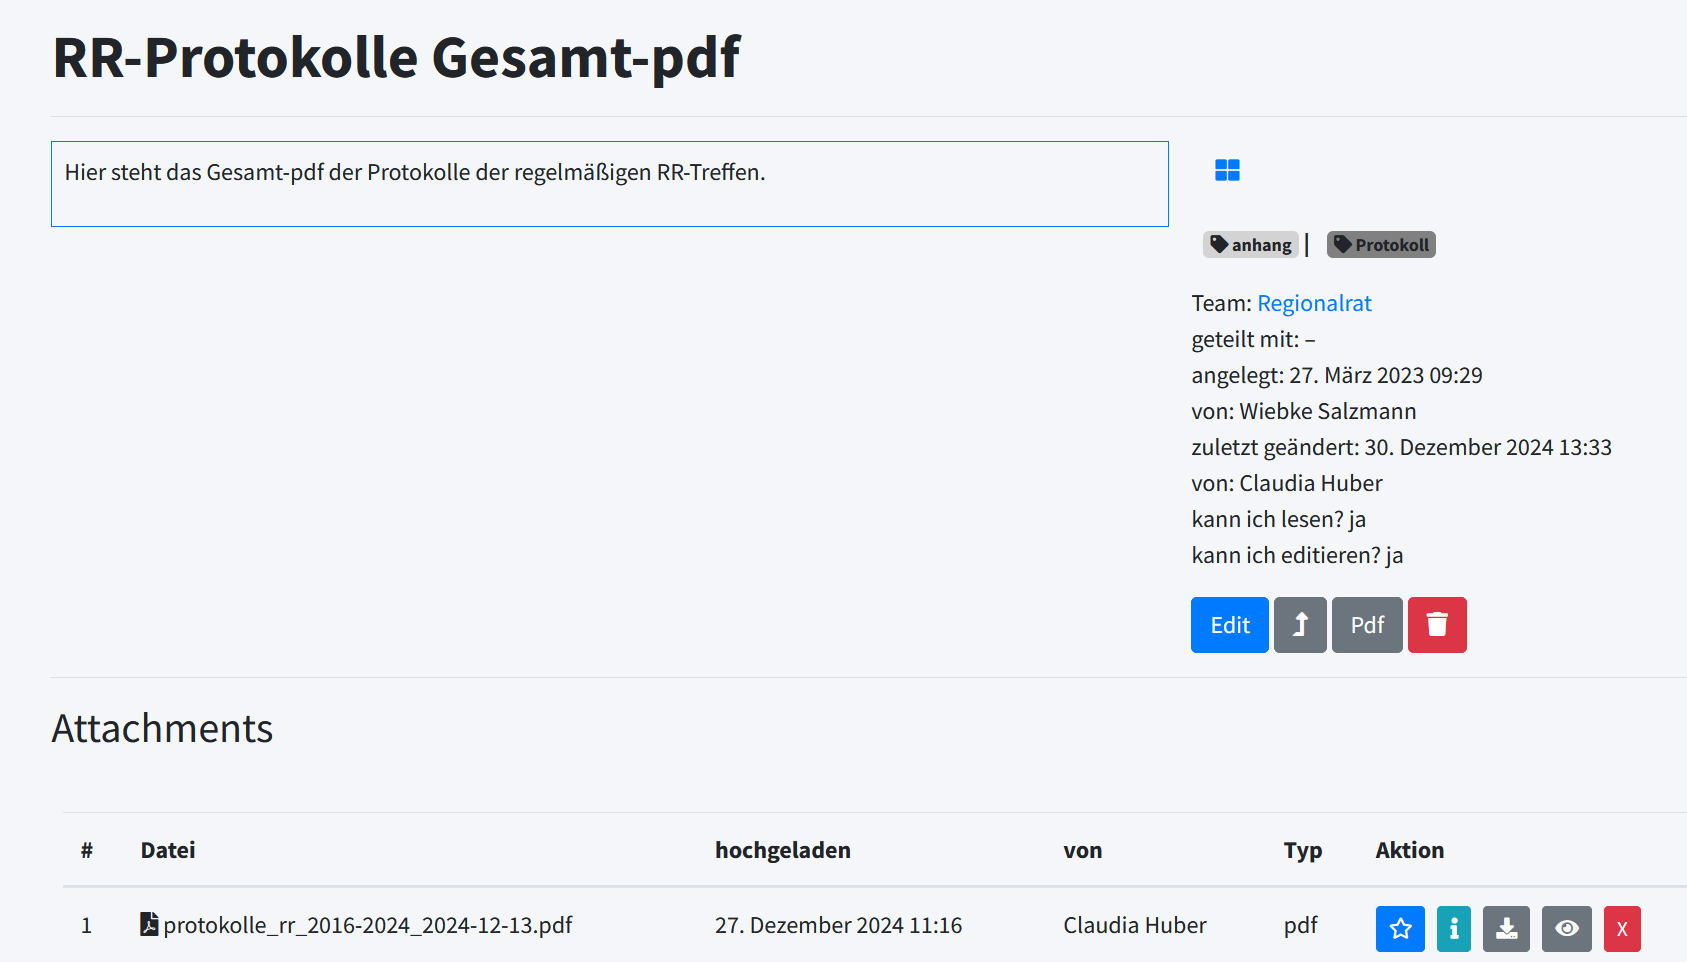 RR-Protokolle Gesamt-pdf
Hier steht das Gesamt-pdf der Protokolle der regelmäßigen RR-Treffen.
anhang | Protokoll
Team: Regionalrat
geteilt mit: –
angelegt: 27. März 2023 09:29
von: Wiebke Salzmann
zuletzt geändert: 30. Dezember 2024 13:33
von: Claudia Huber
kann ich lesen? ja
kann ich editieren? ja
Edit Pdf
Attachments
# Datei hochgeladen von Typ Aktion
1 protokolle_rr_2016-2024_2024-12-13.pdf 27. Dezember 2024 11:16 Claudia Huber pdf X